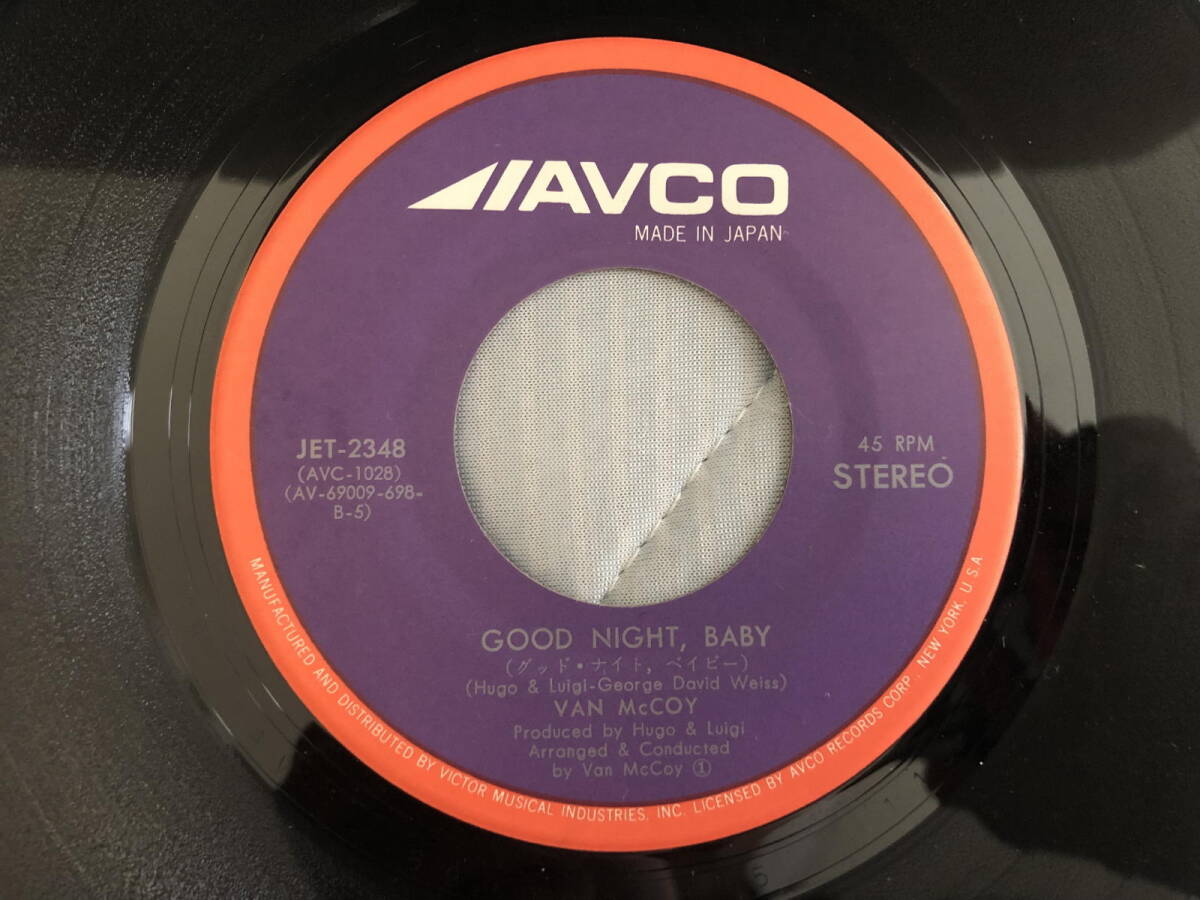 AVCO
MADE IN JAPAN
JET-2348
(AVC-1028)
(AV-69009-698-
B-5)
45 RPM
STEREO
GOOD NIGHT, BABY
(グッド・ナイト, ベイビー)
(Hugo & Luigi-George David Weiss)
VAN McCOY
Produced by Hugo & Luigi
Arranged & Conducted
by Van McCoy ①
MANUFACTURED AND DISTRIBUTED BY VICTOR MUSICAL INDUSTRIES, INC. LICENSED BY AVCO RECORDS CORP., NEW YORK, U.S.A.